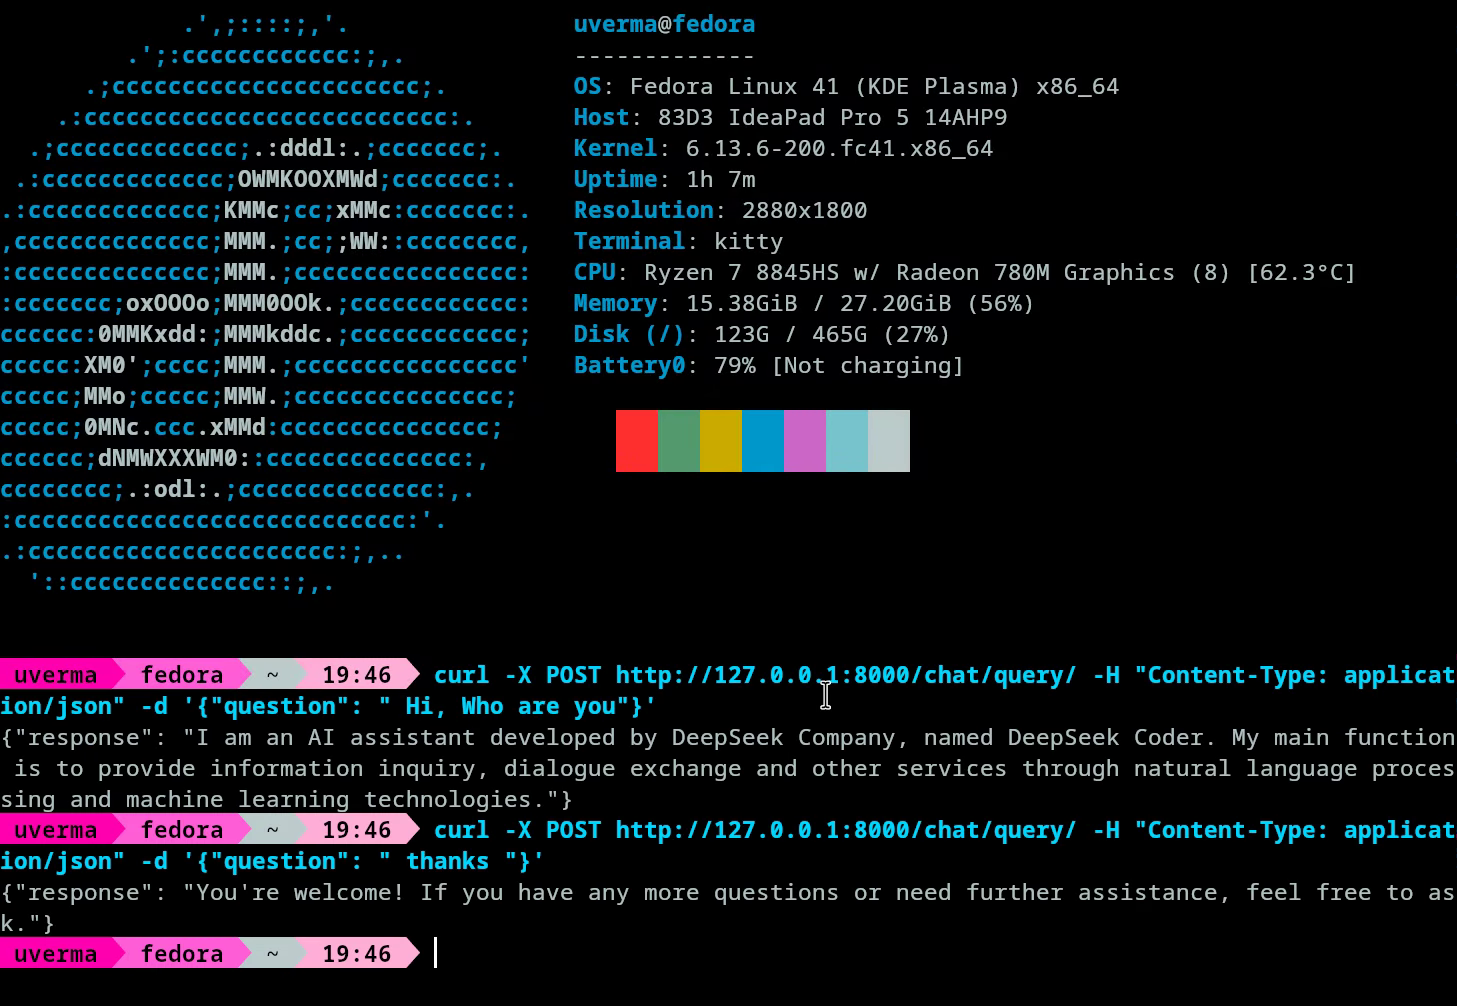 .',;::::;,'.                uverma@fedora
         .';:cccccccccccc:;,.            -------------
      .;cccccccccccccccccccccc;.         OS: Fedora Linux 41 (KDE Plasma) x86_64
    .:cccccccccccccccccccccccccc:.       Host: 83D3 IdeaPad Pro 5 14AHP9
  .;ccccccccccccc;.:dddl:.;ccccccc;.     Kernel: 6.13.6-200.fc41.x86_64
 .:ccccccccccccc;OWMKOOXMWd;ccccccc:.    Uptime: 1h 7m
.:ccccccccccccc;KMMc;cc;xMMc:ccccccc:.   Resolution: 2880x1800
,cccccccccccccc;MMM.;cc;;WW::cccccccc,   Terminal: kitty
:cccccccccccccc;MMM.;cccccccccccccccc:   CPU: Ryzen 7 8845HS w/ Radeon 780M Graphics (8) [62.3°C]
:ccccccc;oxOOOo;MMM0OOk.;cccccccccccc:   Memory: 15.38GiB / 27.20GiB (56%)
cccccc:0MMKxdd:;MMMkddc.;cccccccccccc;   Disk (/): 123G / 465G (27%)
ccccc:XM0';cccc;MMM.;cccccccccccccccc'   Battery0: 79% [Not charging]
ccccc;MMo;ccccc;MMW.;ccccccccccccccc;
ccccc;0MNc.ccc.xMMd:ccccccccccccccc;
cccccc;dNMWXXXWM0::cccccccccccccc:,
cccccccc;.:odl:.;cccccccccccccc:,.
:cccccccccccccccccccccccccccc:'.
.:cccccccccccccccccccccc:;,..
  '::cccccccccccccc::;,.
uverma fedora ~ 19:46 curl -X POST http://127.0.0.1:8000/chat/query/ -H "Content-Type: applicat
ion/json" -d '{"question": " Hi, Who are you"}'
{"response": "I am an AI assistant developed by DeepSeek Company, named DeepSeek Coder. My main function
 is to provide information inquiry, dialogue exchange and other services through natural language proces
sing and machine learning technologies."}
uverma fedora ~ 19:46 curl -X POST http://127.0.0.1:8000/chat/query/ -H "Content-Type: applicat
ion/json" -d '{"question": " thanks "}'
{"response": "You're welcome! If you have any more questions or need further assistance, feel free to as
k."}
uverma fedora ~ 19:46